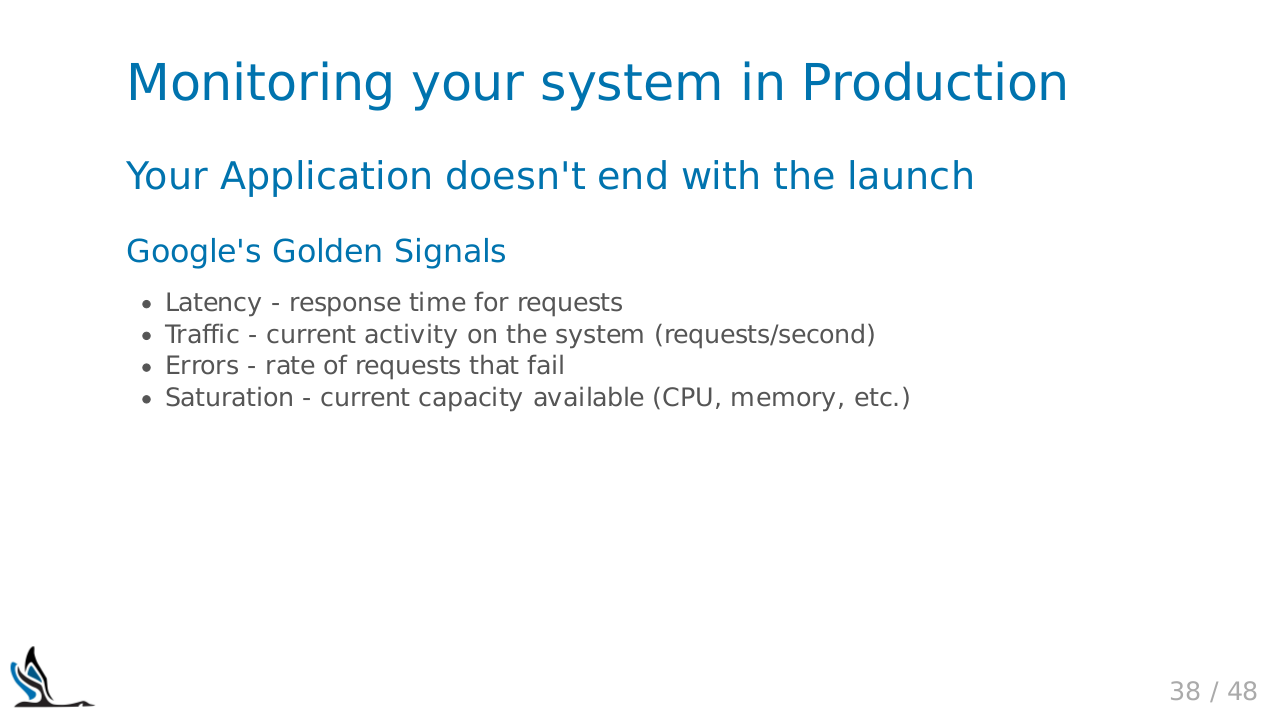 Monitoring your system in Production
Your Application doesn't end with the launch
Google's Golden Signals
• Latency - response time for requests
• Traffic - current activity on the system (requests/second)
• Errors - rate of requests that fail
• Saturation - current capacity available (CPU, memory, etc.)
38 / 48